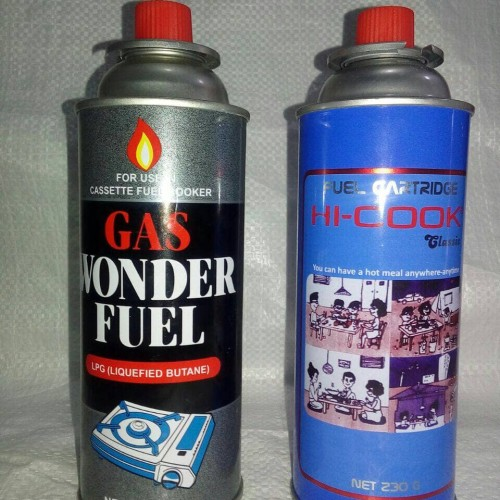 FOR USE IN
CASSETTE FUEL COOKER
GAS
WONDER
FUEL
LPG (LIQUEFIED BUTANE)
FUEL CARTRIDGE
HI-COOK
Classic
You can have a hot meal anywhere-anytime
NET 230 G